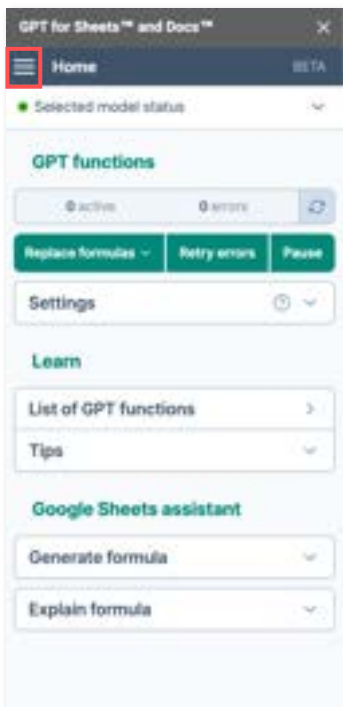 GPT for Sheets™ and Docs™
Home BETA
Selected model status
GPT functions
0 active 0 errors
Replace formulas Retry errors Pause
Settings
Learn
List of GPT functions
Tips
Google Sheets assistant
Generate formula
Explain formula